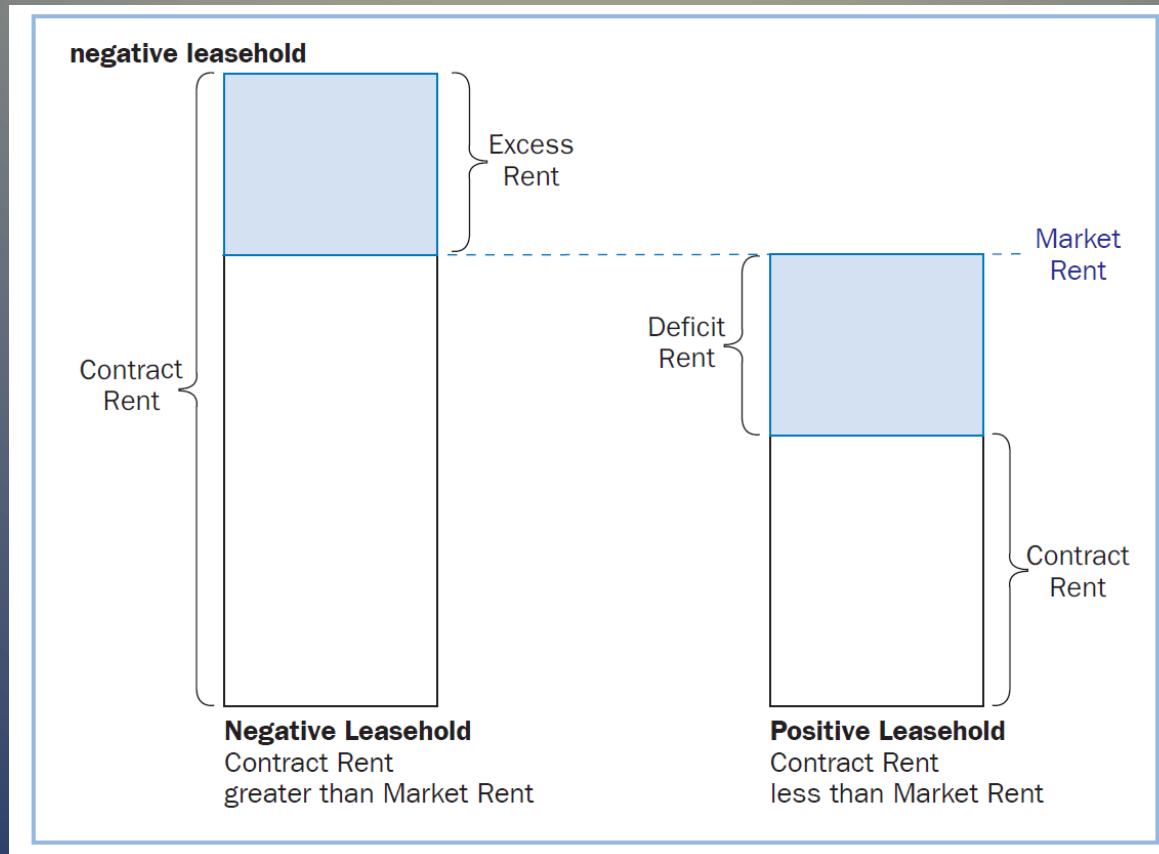 negative leasehold
Excess
Rent
Market
Rent
Deficit
Rent
Contract
Rent
Contract
Rent
Negative Leasehold
Contract Rent
greater than Market Rent
Positive Leasehold
Contract Rent
less than Market Rent